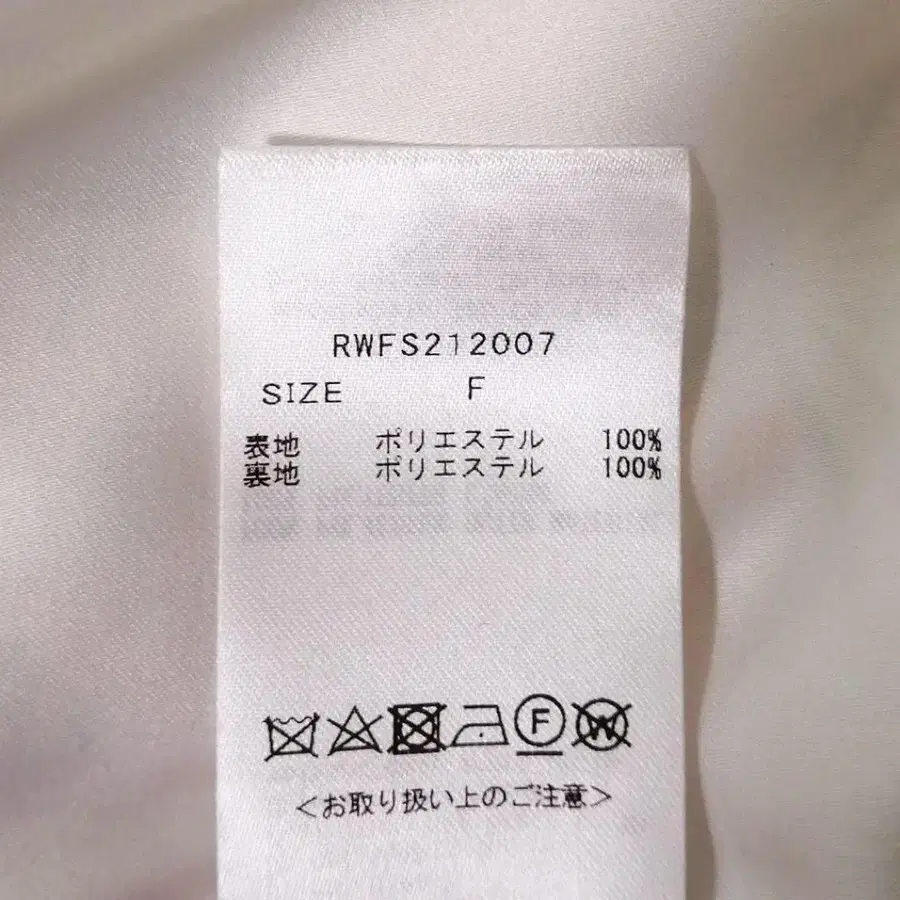 RWFS212007
SIZE F
表地 ポリエステル 100%
裏地 ポリエステル 100%
F W
<お取り扱い上のご注意>